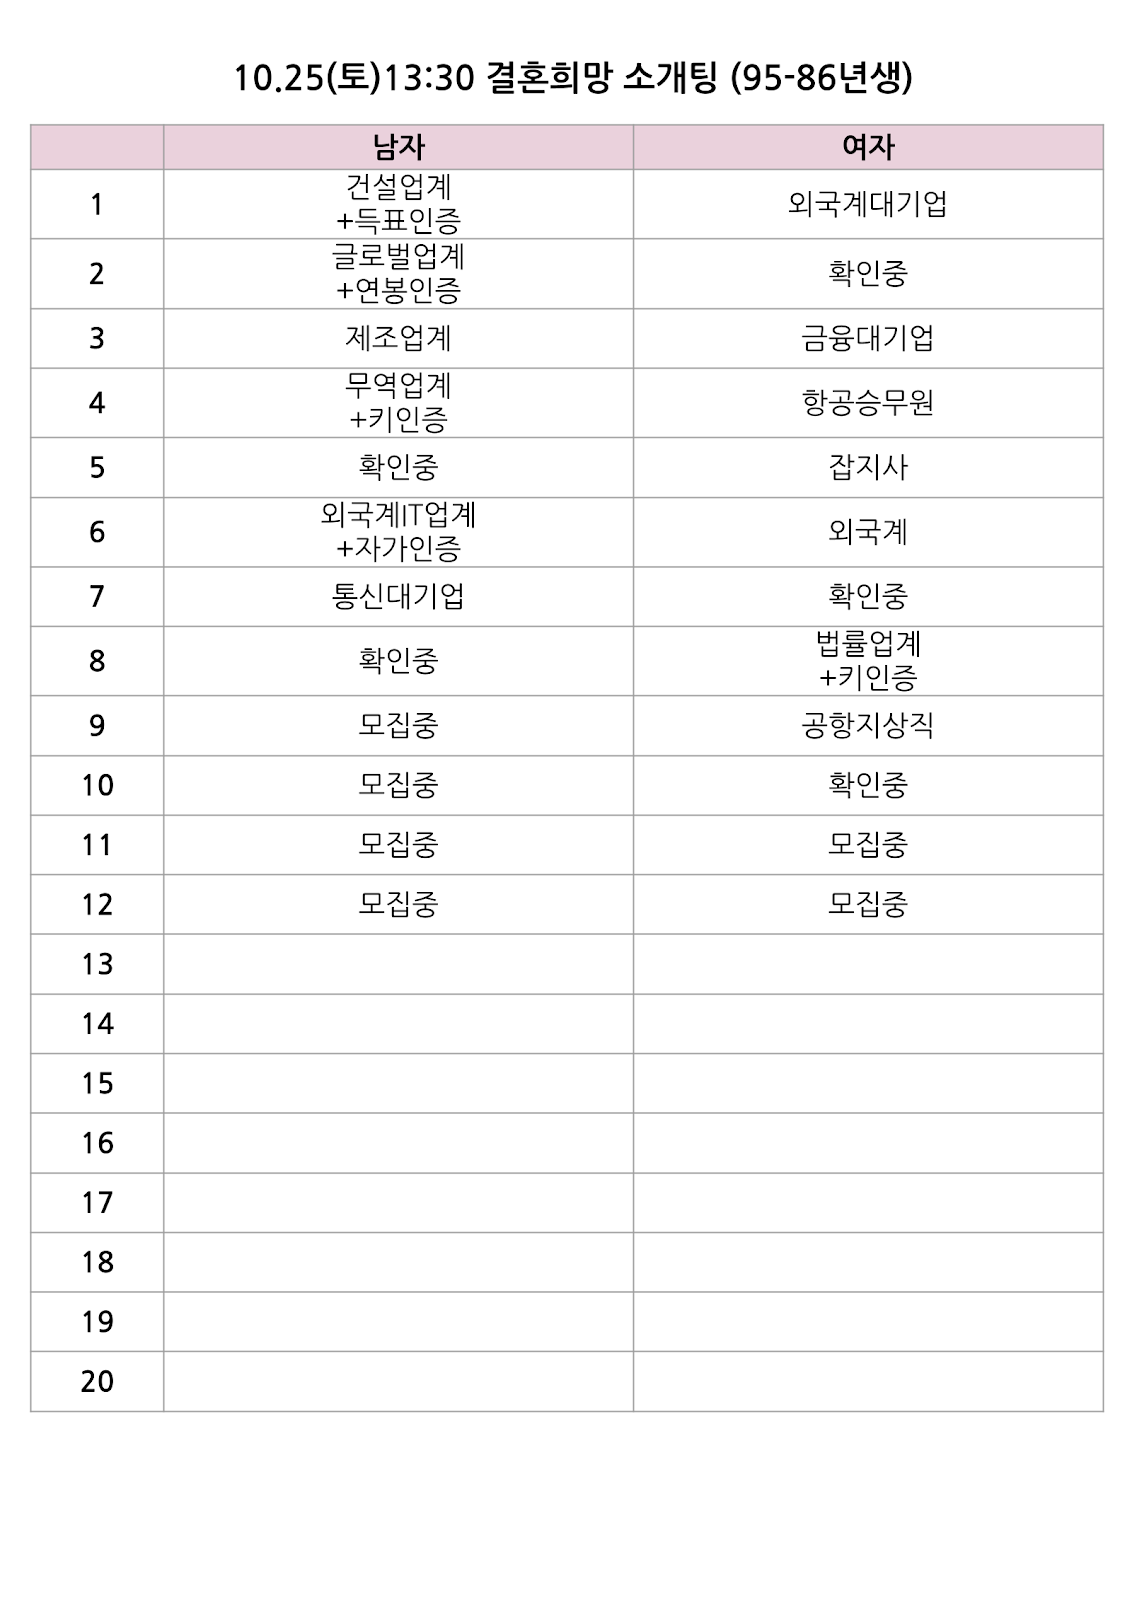 10.25(토)13:30 결혼희망 소개팅 (95-86년생)
남자 여자
1 건설업계 외국계대기업
+득표인증
2 글로벌업계 확인중
+연봉인증
3 제조업계 금융대기업
4 무역업계 항공승무원
+키인증
5 확인중 잡지사
6 외국계IT업계 외국계
+자가인증
7 통신대기업 확인중
8 확인중 법률업계
+키인증
9 모집중 공항지상직
10 모집중 확인중
11 모집중 모집중
12 모집중 모집중
13
14
15
16
17
18
19
20